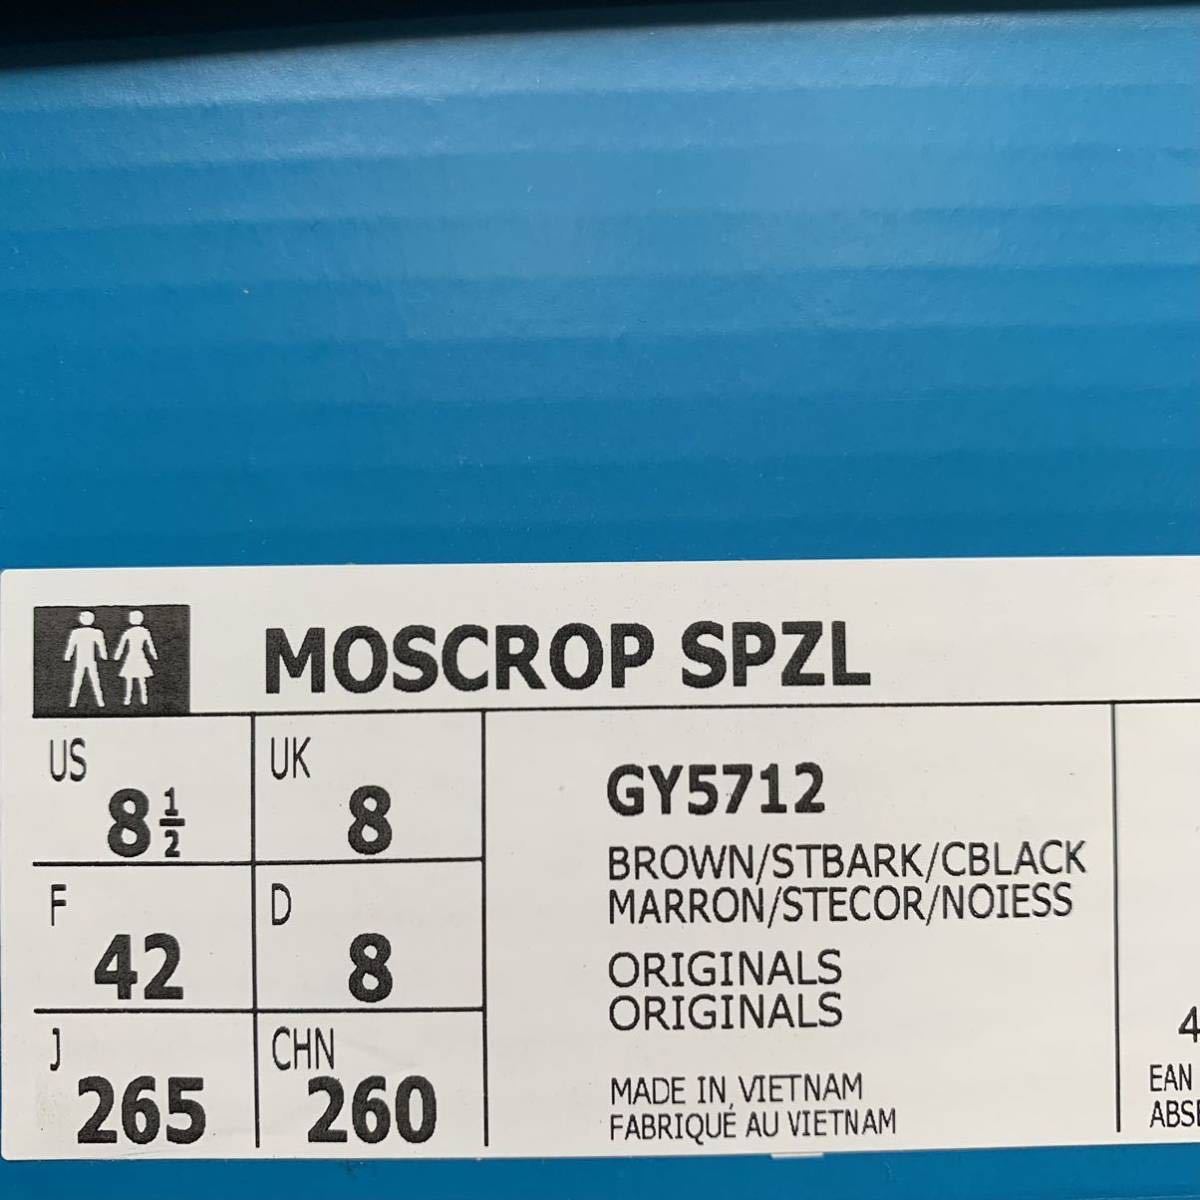 MOSCROP SPZL
US 8½
UK 8
F 42
D 8
J 265
CHN 260
GY5712
BROWN/STBARK/CBLACK
MARRON/STECOR/NOIESS
ORIGINALS
ORIGINALS
MADE IN VIETNAM
FABRIQUÉ AU VIETNAM
4
EAN